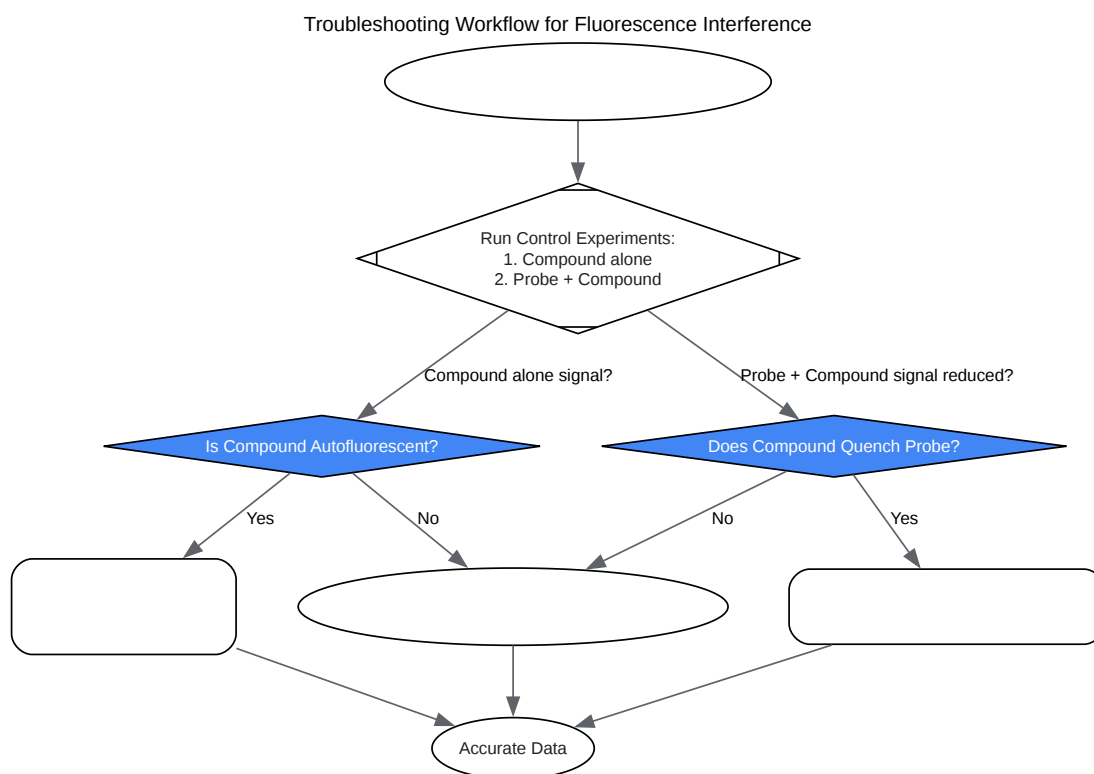 Troubleshooting Workflow for Fluorescence Interference
Run Control Experiments:
1. Compound alone
2. Probe + Compound
Compound alone signal?
Probe + Compound signal reduced?
Is Compound Autofluorescent?
Does Compound Quench Probe?
Yes
No
No
Yes
Accurate Data